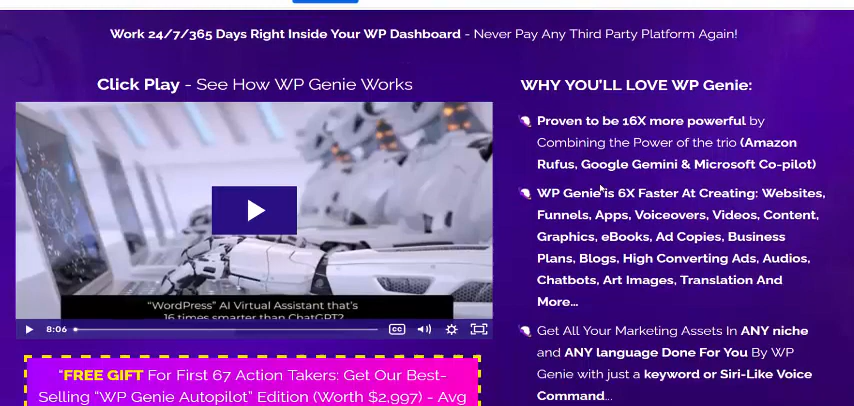 Work 24/7/365 Days Right Inside Your WP Dashboard - Never Pay Any Third Party Platform Again!
Click Play - See How WP Genie Works
"WordPress" AI Virtual Assistant that's
16 times smarter than ChatGPT?
8:06
CC
"FREE GIFT For First 67 Action Takers: Get Our Best-
Selling "WP Genie Autopilot" Edition (Worth $2,997) - Avg
WHY YOU'LL LOVE WP Genie:
Proven to be 16X more powerful by
Combining the Power of the trio (Amazon
Rufus, Google Gemini & Microsoft Co-pilot)
WP Genie is 6X Faster At Creating: Websites,
Funnels, Apps, Voiceovers, Videos, Content,
Graphics, eBooks, Ad Copies, Business
Plans, Blogs, High Converting Ads, Audios,
Chatbots, Art Images, Translation And
More...
Get All Your Marketing Assets In ANY niche
and ANY language Done For You By WP
Genie with just a keyword or Siri-Like Voice
Command...